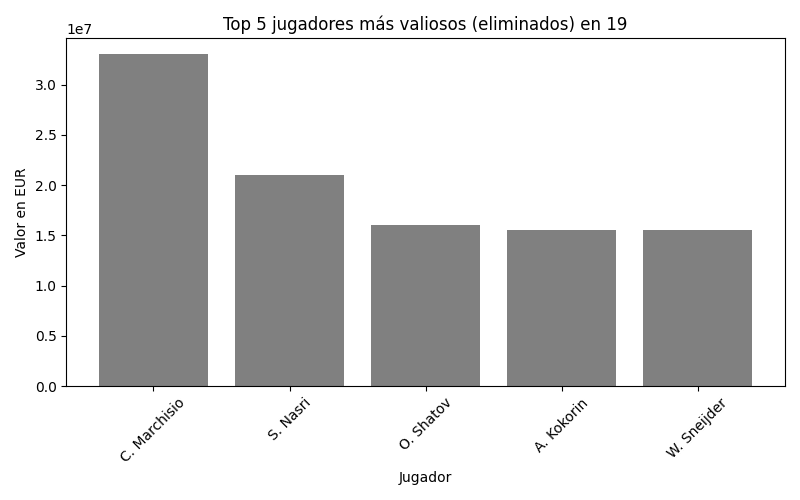 Top 5 jugadores más valiosos (eliminados) en 19
1e7
3.0
2.5
2.0
1.5
1.0
0.5
0.0
Valor en EUR
C. Marchisio
S. Nasri
O. Shatov
A. Kokorin
W. Sneijder
Jugador